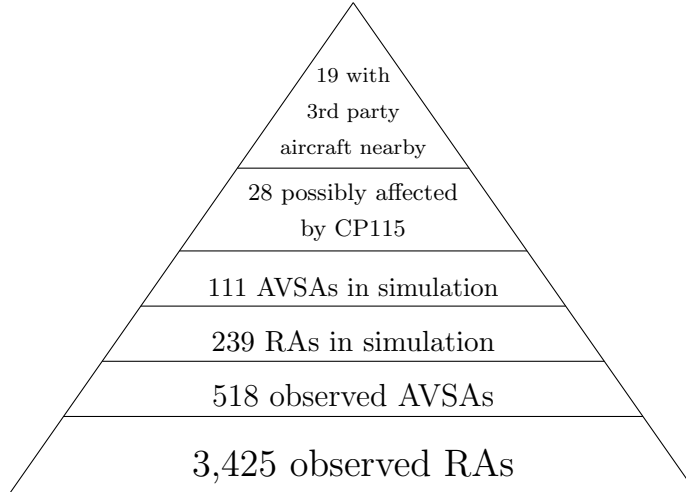 19 with
3rd party
aircraft nearby
28 possibly affected
by CP115
111 AVSAs in simulation
239 RAs in simulation
518 observed AVSAs
3,425 observed RAs